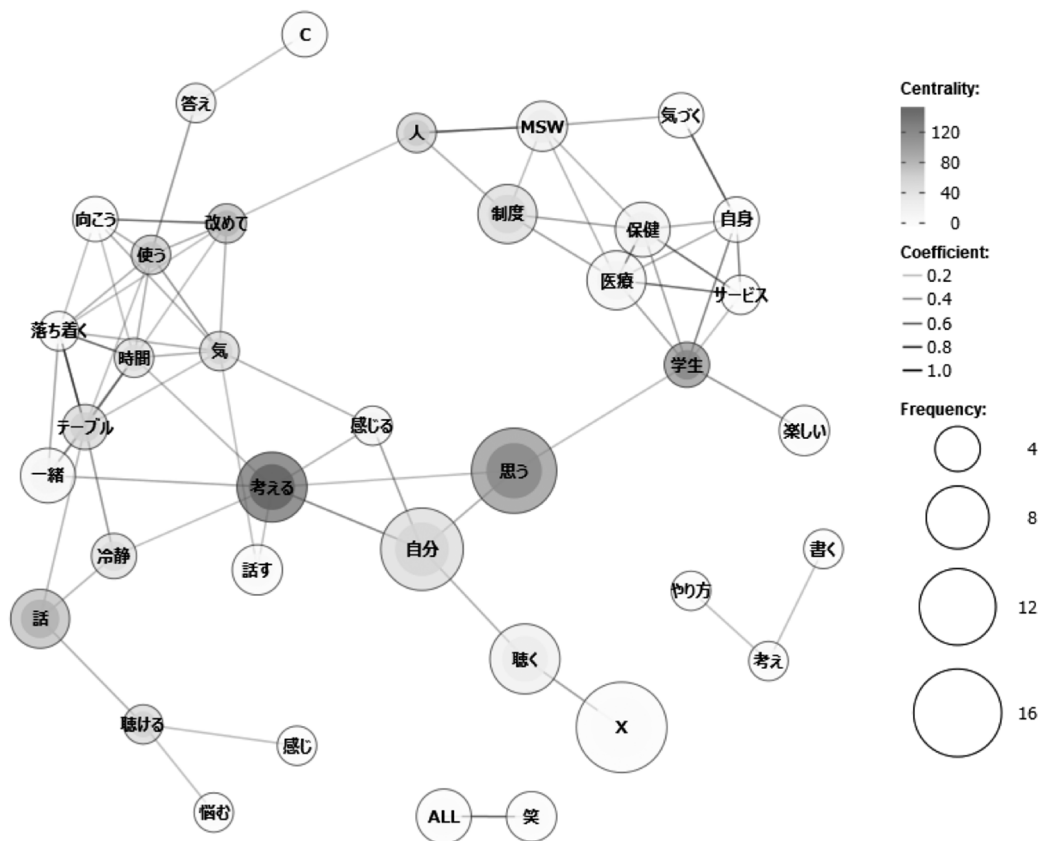 C
答え
人
MSW
気づく
向こう
改めて
使う
制度
保健
自身
医療
サービス
落ち着く
時間
気
学生
テーブル
感じる
楽しい
一緒
考える
思う
冷静
話す
自分
書く
やり方
話
聴く
考え
X
聴ける
感じ
悩む
ALL
笑
Centrality:
120
80
40
0
Coefficient:
0.2
0.4
0.6
0.8
1.0
Frequency:
4
8
12
16